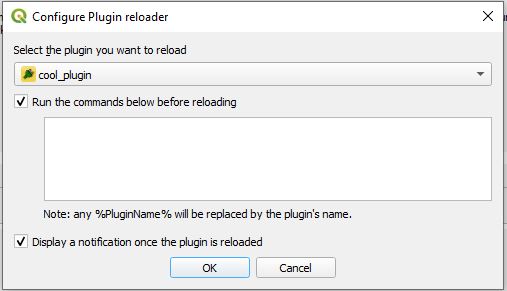 Configure Plugin reloader
Select the plugin you want to reload
cool_plugin
Run the commands below before reloading
Note: any %PluginName% will be replaced by the plugin's name.
Display a notification once the plugin is reloaded
OK
Cancel